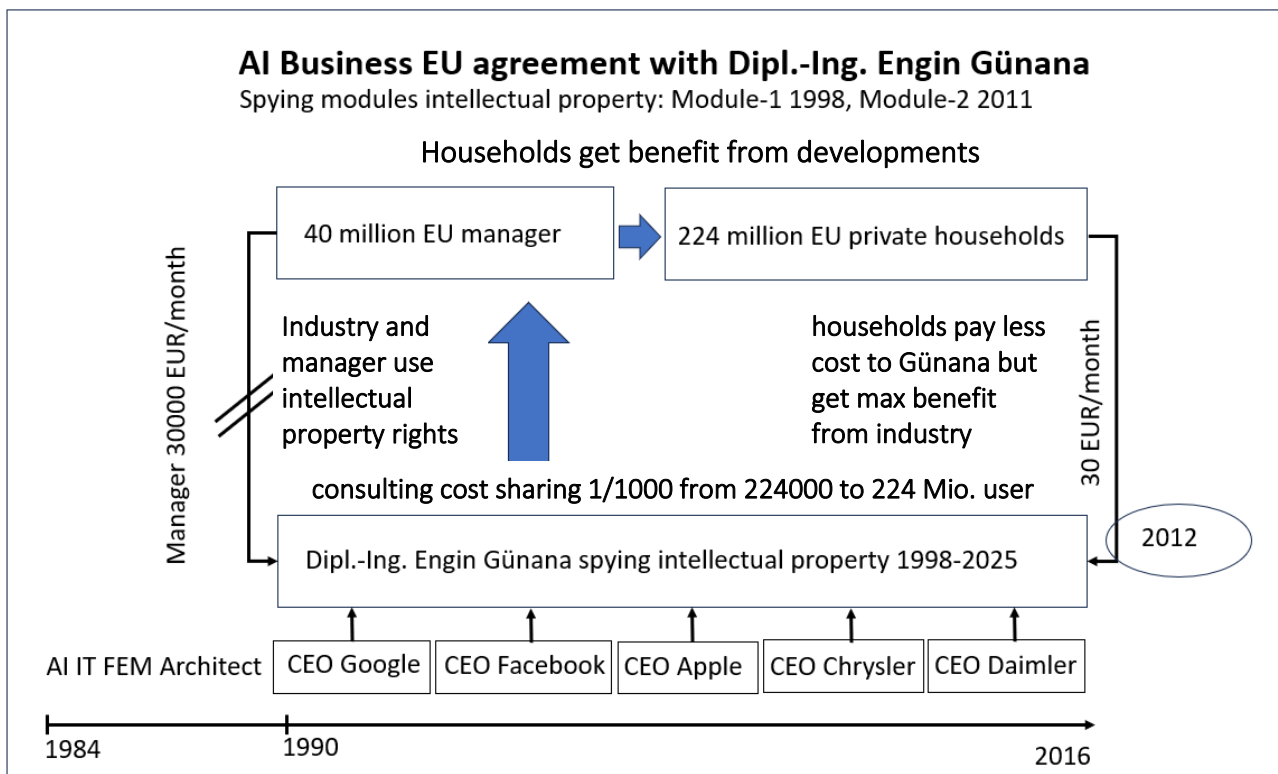 AI Business EU agreement with Dipl.-Ing. Engin Günana
Spying modules intellectual property: Module-1 1998, Module-2 2011
Households get benefit from developments
40 million EU manager
224 million EU private households
Manager 30000 EUR/month
Industry and
manager use
intellectual
property rights
households pay less
cost to Günana but
get max benefit
from industry
30 EUR/month
consulting cost sharing 1/1000 from 224000 to 224 Mio. user
2012
Dipl.-Ing. Engin Günana spying intellectual property 1998-2025
AI IT FEM Architect
CEO Google
CEO Facebook
CEO Apple
CEO Chrysler
CEO Daimler
1984
1990
2016